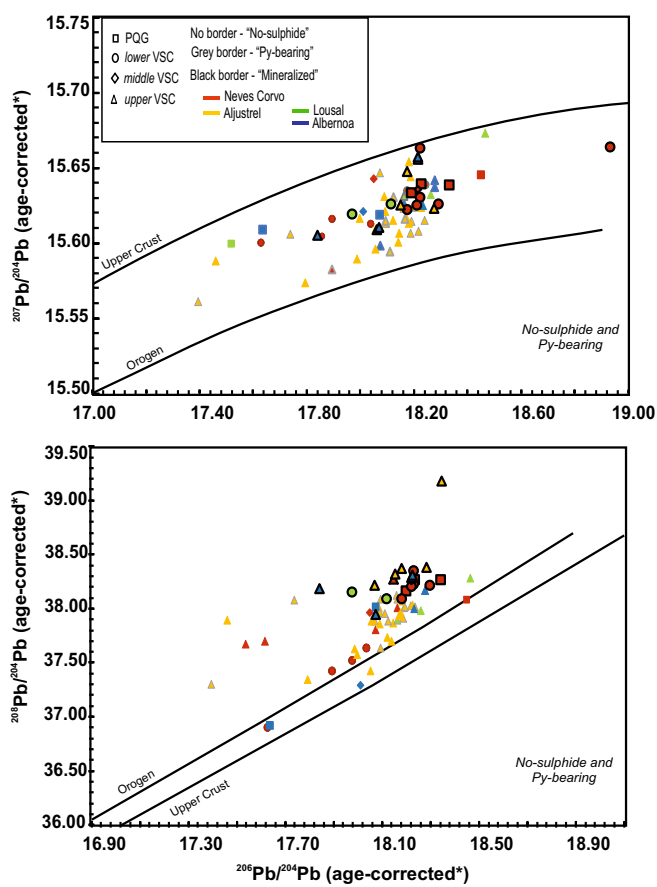 15.75
15.70
15.65
15.60
15.55
15.50
²⁰⁷Pb/²⁰⁴Pb (age-corrected*)
PQG
lower VSC
middle VSC
upper VSC
No border - “No-sulphide”
Grey border - “Py-bearing”
Black border - “Mineralized”
Neves Corvo
Aljustrel
Lousal
Albernoa
Upper Crust
Orogen
No-sulphide and
Py-bearing
17.00 17.40 17.80 18.20 18.60 19.00
39.50
39.00
38.50
38.00
37.50
37.00
36.50
36.00
²⁰⁸Pb/²⁰⁴Pb (age-corrected*)
Orogen
Upper Crust
No-sulphide and
Py-bearing
16.90 17.30 17.70 18.10 18.50 18.90
²⁰⁶Pb/²⁰⁴Pb (age-corrected*)